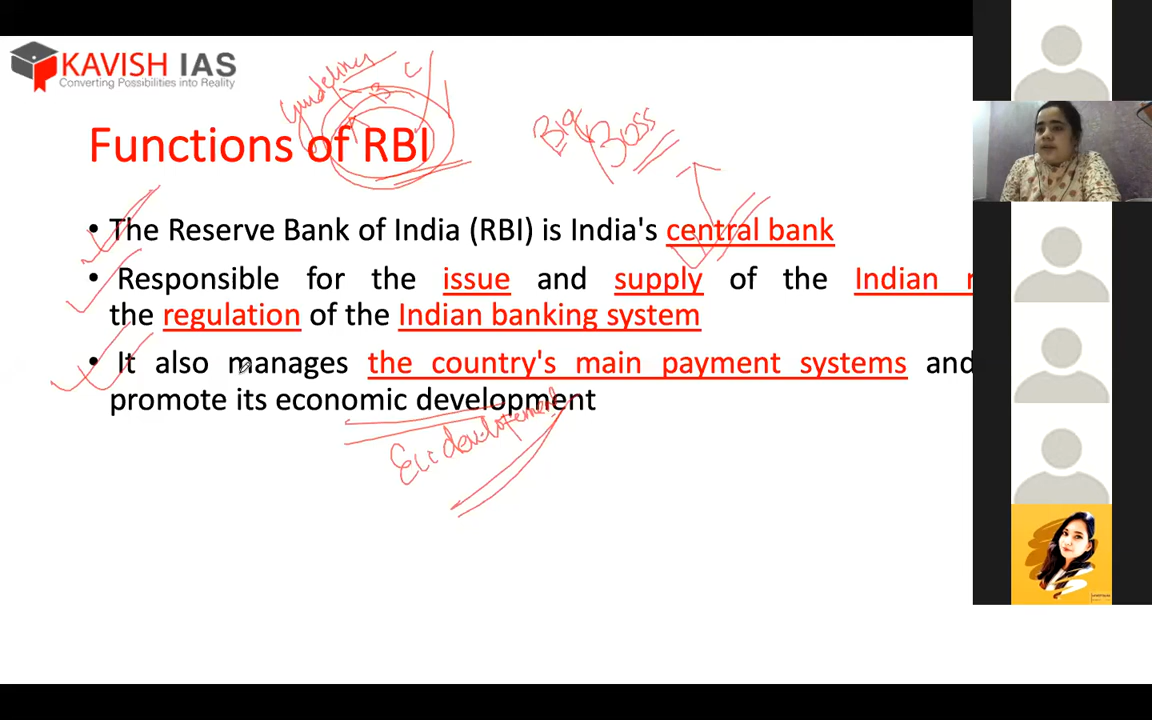 KAVISH IAS
Converting Possibilities into Reality
Guidelines
B C
Big Boss
Functions of RBI
• The Reserve Bank of India (RBI) is India's central bank
• Responsible for the issue and supply of the Indian
the regulation of the Indian banking system
• It also manages the country's main payment systems and
promote its economic development
developement